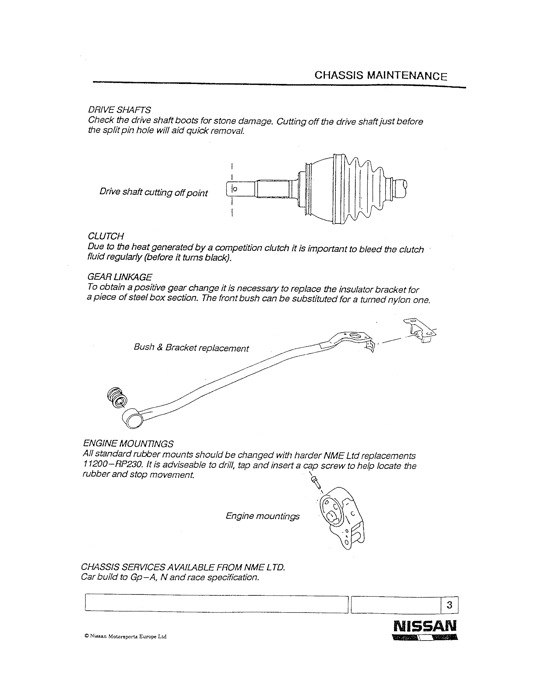 CHASSIS MAINTENANCE
DRIVE SHAFTS
Check the drive shaft boots for stone damage. Cutting off the drive shaft just before
the split pin hole will aid quick removal.
Drive shaft cutting off point
CLUTCH
Due to the heat generated by a competition clutch it is important to bleed the clutch
fluid regularly (before it turns black).
GEAR LINKAGE
To obtain a positive gear change it is necessary to replace the insulator bracket for
a piece of steel box section. The front bush can be substituted for a turned nylon one.
Bush & Bracket replacement
ENGINE MOUNTINGS
All standard rubber mounts should be changed with harder NME Ltd replacements
11200-RP230. It is adviseable to drill, tap and insert a cap screw to help locate the
rubber and stop movement.
Engine mountings
CHASSIS SERVICES AVAILABLE FROM NME LTD.
Car build to Gp-A, N and race specification.
3
NISSAN
© Nissan Motorsports Europe Ltd